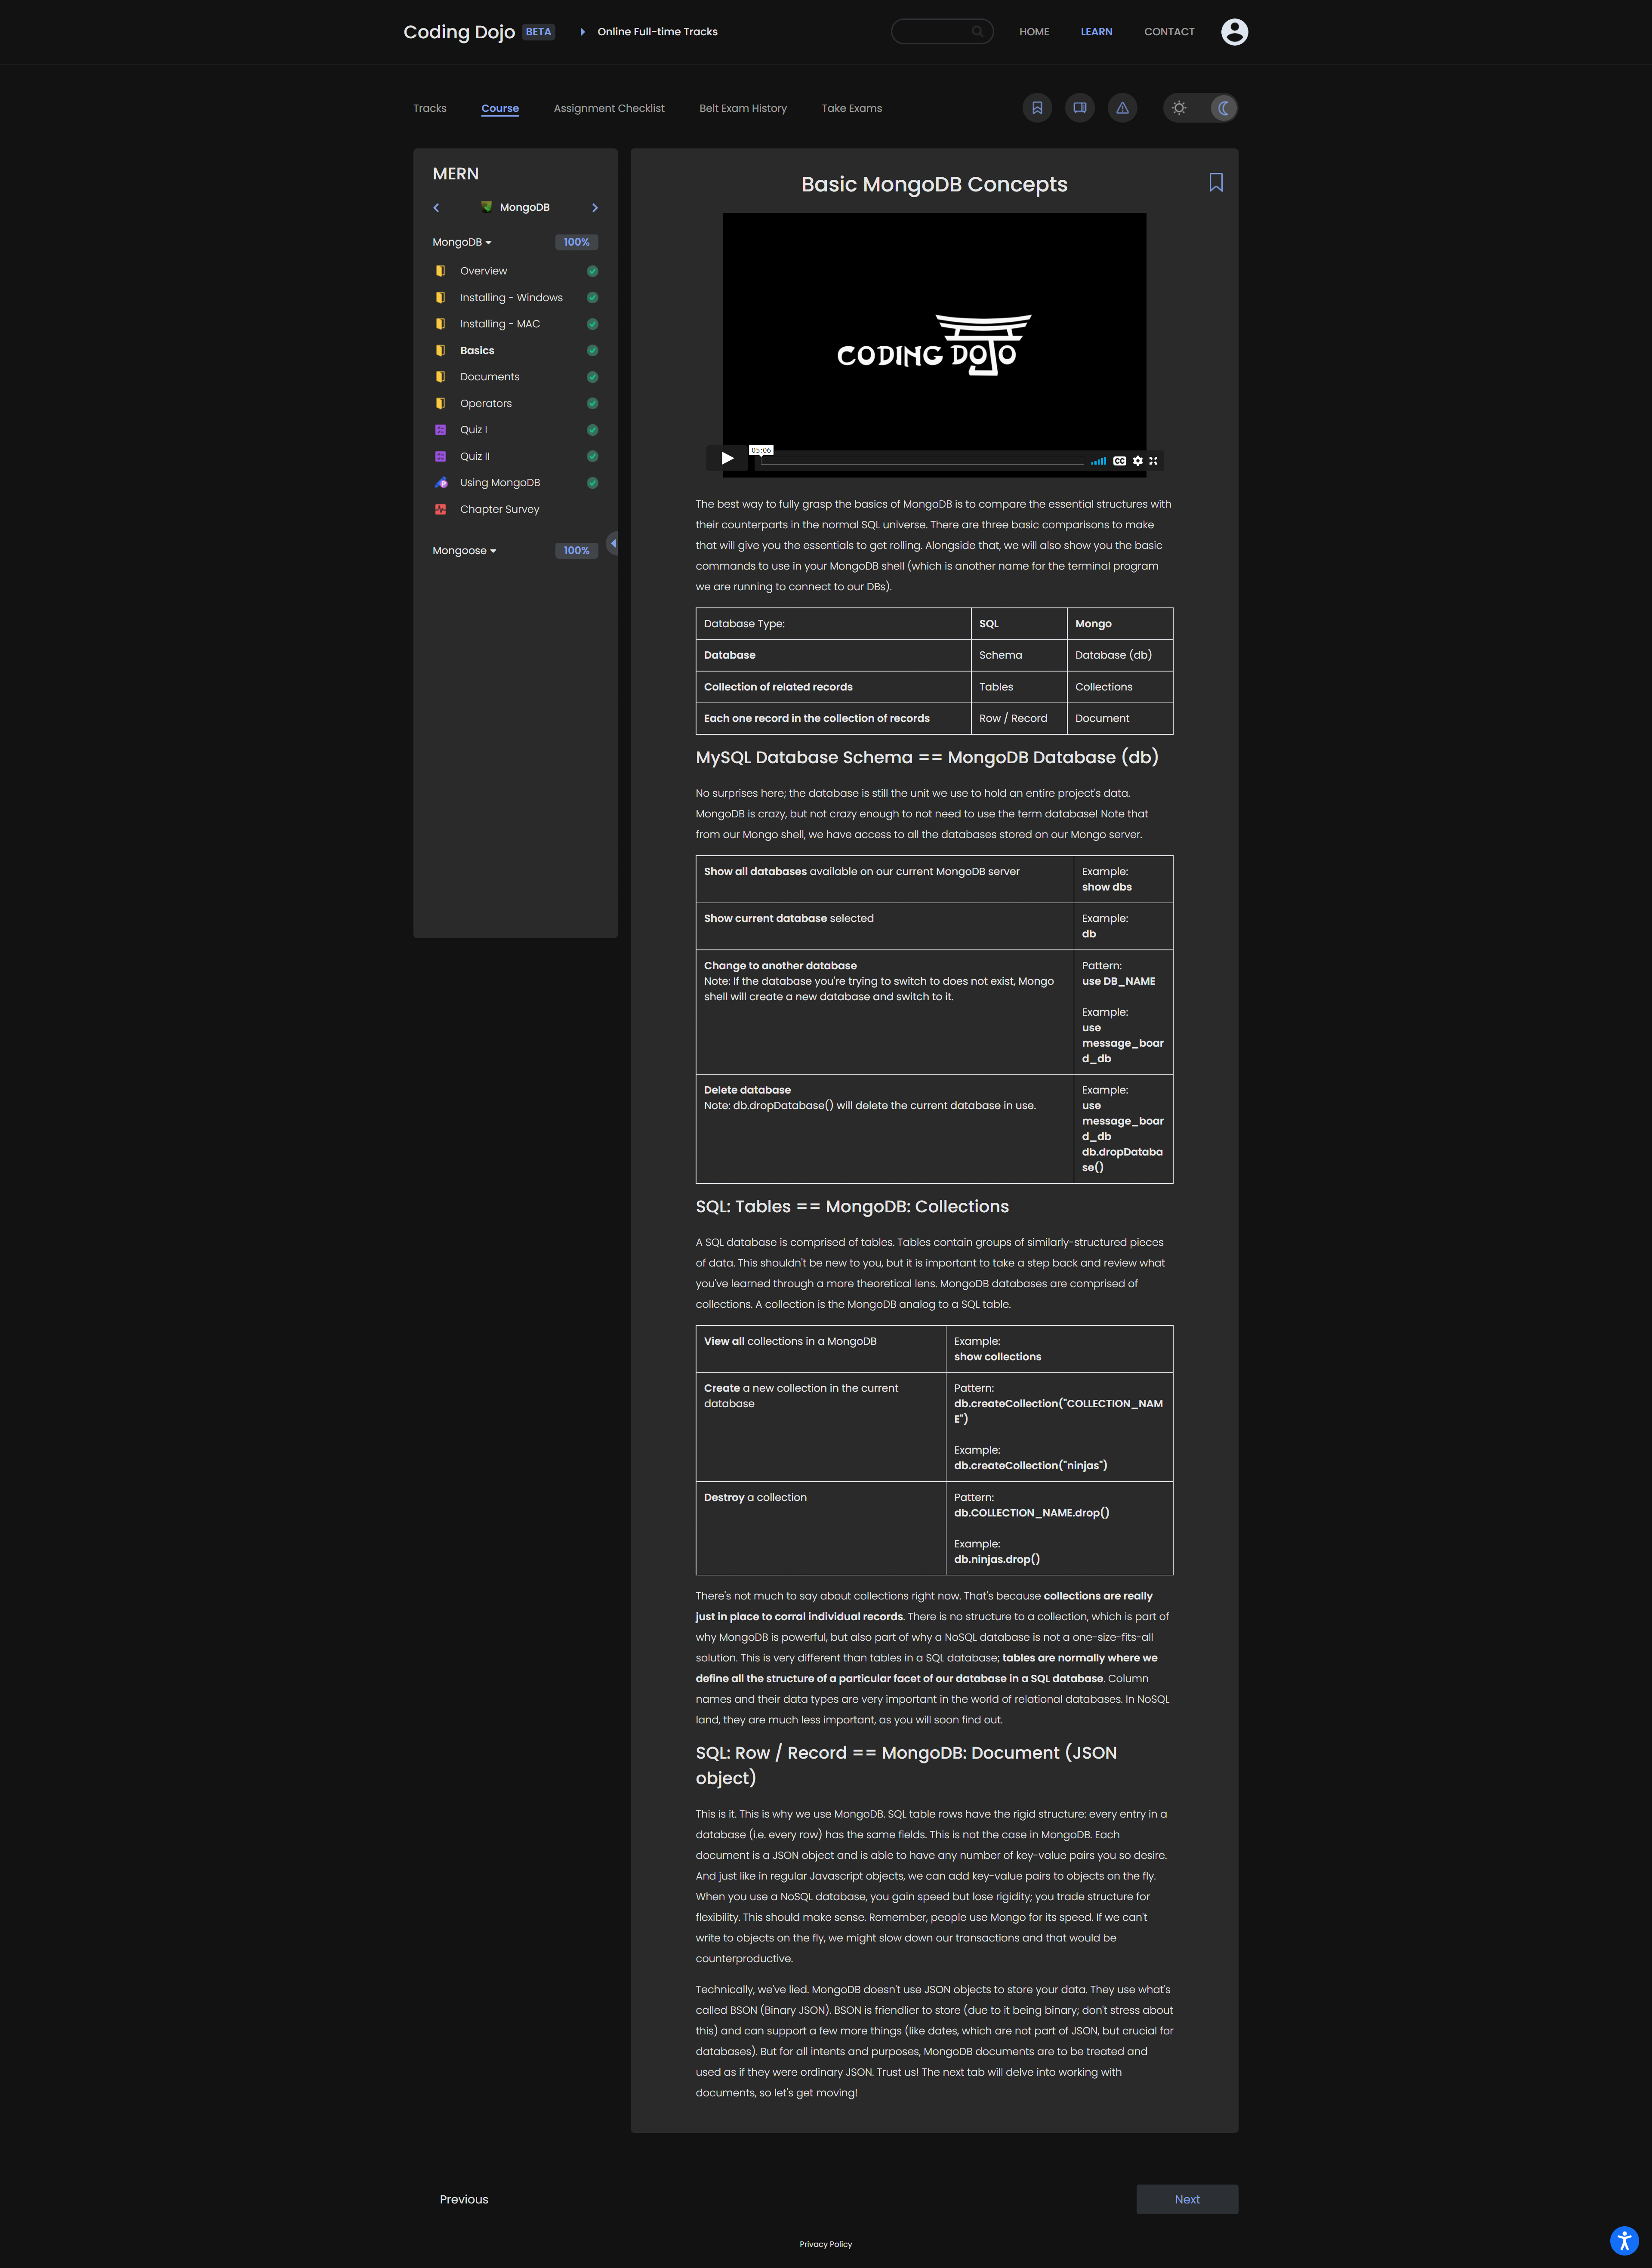 Coding Dojo BETA Online Full-time Tracks HOME LEARN CONTACT
Tracks Course Assignment Checklist Belt Exam History Take Exams
MERN
MongoDB
MongoDB 100%
Overview
Installing - Windows
Installing - MAC
Basics
Documents
Operators
Quiz I
Quiz II
Using MongoDB
Chapter Survey
Mongoose 100%
Basic MongoDB Concepts
CODING DOJO
05:06
CC
The best way to fully grasp the basics of MongoDB is to compare the essential structures with
their counterparts in the normal SQL universe. There are three basic comparisons to make
that will give you the essentials to get rolling. Alongside that, we will also show you the basic
commands to use in your MongoDB shell (which is another name for the terminal program
we are running to connect to our DBs).
Database Type: SQL Mongo
Database Schema Database (db)
Collection of related records Tables Collections
Each one record in the collection of records Row / Record Document
MySQL Database Schema == MongoDB Database (db)
No surprises here; the database is still the unit we use to hold an entire project's data.
MongoDB is crazy, but not crazy enough to not need to use the term database! Note that
from our Mongo shell, we have access to all the databases stored on our Mongo server.
Show all databases available on our current MongoDB server
Example:
show dbs
Show current database selected
Example:
db
Change to another database
Note: If the database you're trying to switch to does not exist, Mongo
shell will create a new database and switch to it.
Pattern:
use DB_NAME
Example:
use
message_boar
d_db
Delete database
Note: db.dropDatabase() will delete the current database in use.
Example:
use
message_boar
d_db
db.dropDataba
se()
SQL: Tables == MongoDB: Collections
A SQL database is comprised of tables. Tables contain groups of similarly-structured pieces
of data. This shouldn't be new to you, but it is important to take a step back and review what
you've learned through a more theoretical lens. MongoDB databases are comprised of
collections. A collection is the MongoDB analog to a SQL table.
View all collections in a MongoDB
Example:
show collections
Create a new collection in the current
database
Pattern:
db.createCollection("COLLECTION_NAM
E")
Example:
db.createCollection("ninjas")
Destroy a collection
Pattern:
db.COLLECTION_NAME.drop()
Example:
db.ninjas.drop()
There's not much to say about collections right now. That's because collections are really
just in place to corral individual records. There is no structure to a collection, which is part of
why MongoDB is powerful, but also part of why a NoSQL database is not a one-size-fits-all
solution. This is very different than tables in a SQL database; tables are normally where we
define all the structure of a particular facet of our database in a SQL database. Column
names and their data types are very important in the world of relational databases. In NoSQL
land, they are much less important, as you will soon find out.
SQL: Row / Record == MongoDB: Document (JSON
object)
This is it. This is why we use MongoDB. SQL table rows have the rigid structure: every entry in a
database (i.e. every row) has the same fields. This is not the case in MongoDB. Each
document is a JSON object and is able to have any number of key-value pairs you so desire.
And just like in regular Javascript objects, we can add key-value pairs to objects on the fly.
When you use a NoSQL database, you gain speed but lose rigidity; you trade structure for
flexibility. This should make sense. Remember, people use Mongo for its speed. If we can't
write to objects on the fly, we might slow down our transactions and that would be
counterproductive.
Technically, we've lied. MongoDB doesn't use JSON objects to store your data. They use what's
called BSON (Binary JSON). BSON is friendlier to store (due to it being binary; don't stress about
this) and can support a few more things (like dates, which are not part of JSON, but crucial for
databases). But for all intents and purposes, MongoDB documents are to be treated and
used as if they were ordinary JSON. Trust us! The next tab will delve into working with
documents, so let's get moving!
Previous Next
Privacy Policy